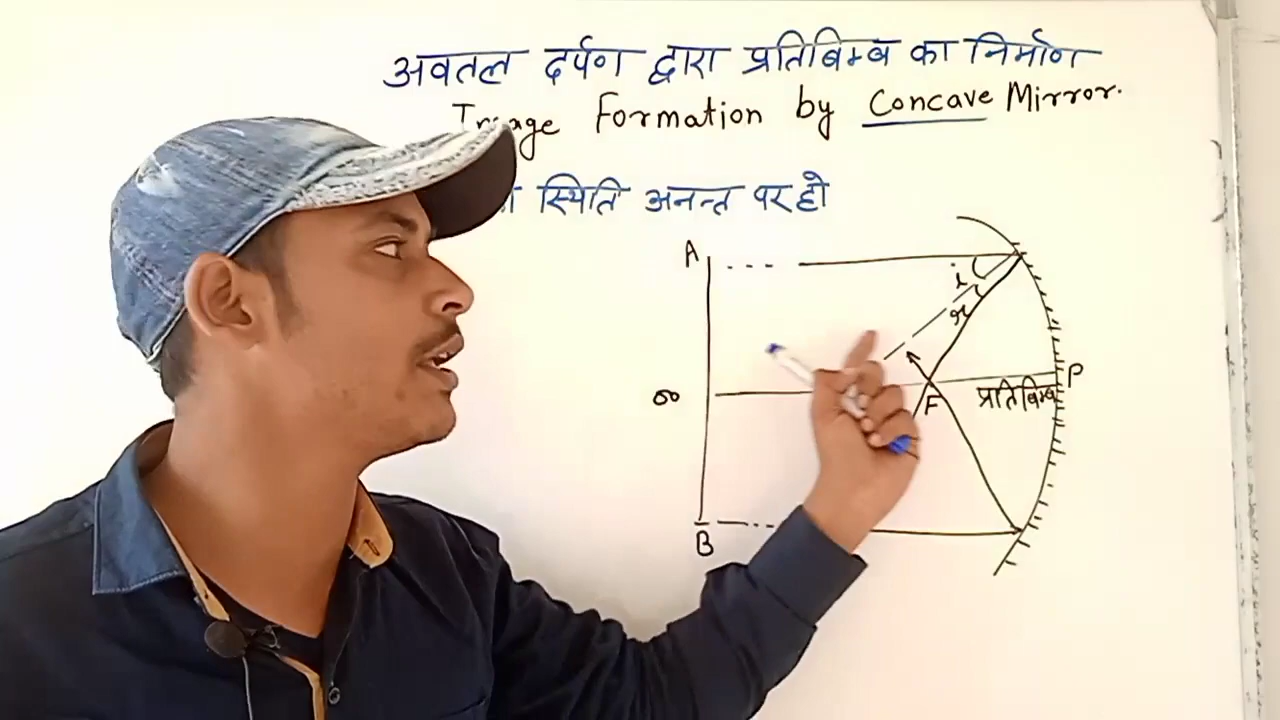 अवतल दर्पण द्वारा प्रतिबिम्ब का निर्माण
Image Formation by Concave Mirror.
स्थिति अनन्त पर हो
A
i
r
∞
F
प्रतिबिम्ब
P
B